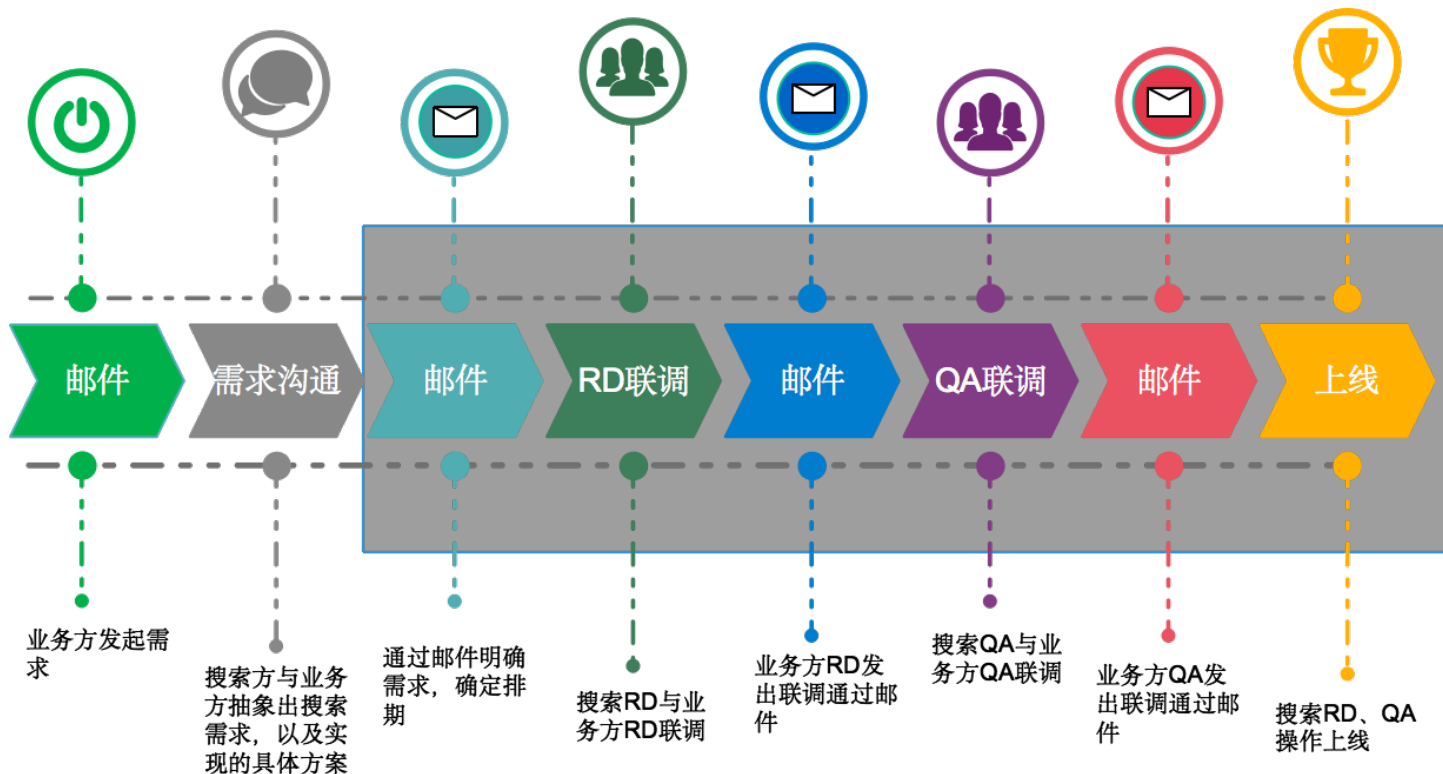 邮件
需求沟通
邮件
RD联调
邮件
QA联调
邮件
上线
业务方发起需
求
搜索方与业务
方抽象出搜索
需求，以及实
现的具体方案
通过邮件明确
需求，确定排
期
搜索RD与业
务方RD联调
业务方RD发
出联调通过邮
件
搜索QA与业
务方QA联调
业务方QA发
出联调通过邮
件
搜索RD、QA
操作上线